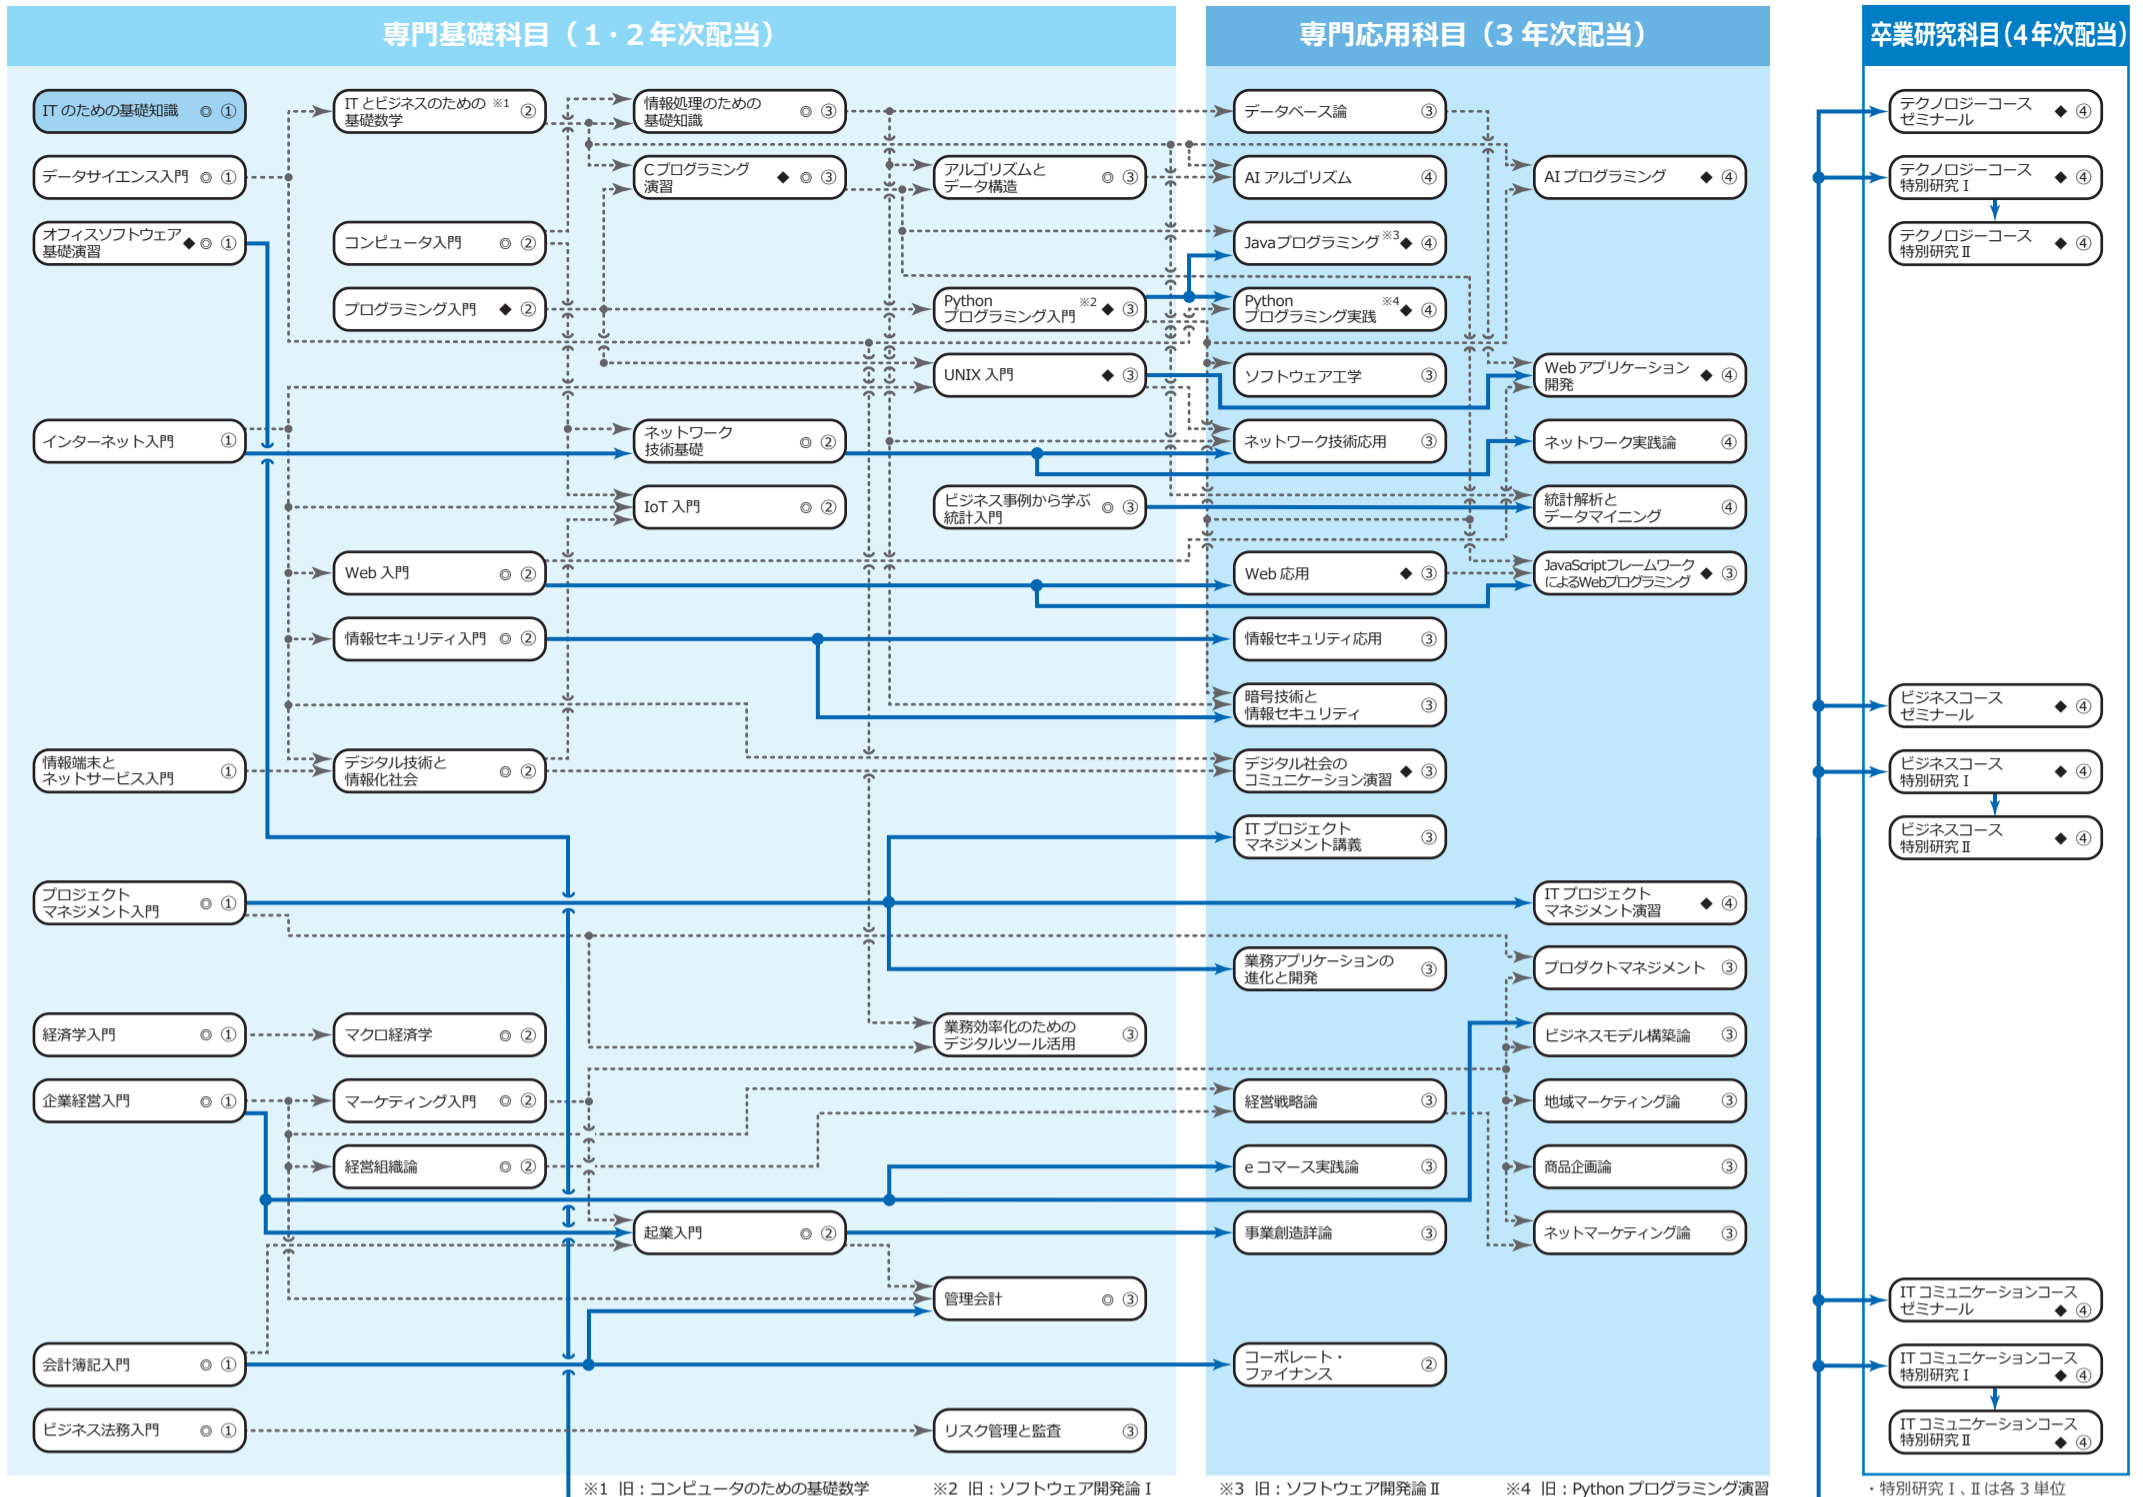 専門基礎科目（1・2年次配当）
専門応用科目（3年次配当）
卒業研究科目（4年次配当）
ITのための基礎知識 ◎ ①
データサイエンス入門 ◎ ①
オフィスソフトウェア
基礎演習 ◆ ◎ ①
インターネット入門 ①
情報端末と
ネットサービス入門 ①
プロジェクト
マネジメント入門 ◎ ①
経済学入門 ◎ ①
企業経営入門 ◎ ①
会計簿記入門 ◎ ①
ビジネス法務入門 ◎ ①
ITとビジネスのための ※1
基礎数学 ②
コンピュータ入門 ◎ ②
プログラミング入門 ◆ ②
Web 入門 ◎ ②
情報セキュリティ入門 ◎ ②
デジタル技術と
情報化社会 ◎ ②
マクロ経済学 ◎ ②
マーケティング入門 ◎ ②
経営組織論 ◎ ②
情報処理のための
基礎知識 ◎ ③
Cプログラミング
演習 ◆ ◎ ③
ネットワーク
技術基礎 ◎ ②
IoT 入門 ◎ ②
起業入門 ◎ ②
アルゴリズムと
データ構造 ◎ ③
Python ※2
プログラミング入門 ◆ ③
UNIX 入門 ◆ ③
ビジネス事例から学ぶ
統計入門 ◎ ③
業務効率化のための
デジタルツール活用 ③
管理会計 ◎ ③
リスク管理と監査 ③
データベース論 ③
AI アルゴリズム ④
Javaプログラミング ※3 ◆ ④
Python ※4
プログラミング実践 ◆ ④
ソフトウェア工学 ③
ネットワーク技術応用 ③
Web 応用 ◆ ③
情報セキュリティ応用 ③
暗号技術と
情報セキュリティ ③
デジタル社会の
コミュニケーション演習 ◆ ③
IT プロジェクト
マネジメント講義 ③
業務アプリケーションの
進化と開発 ③
経営戦略論 ③
e コマース実践論 ③
事業創造詳論 ③
コーポレート・
ファイナンス ②
AI プログラミング ◆ ④
Webアプリケーション
開発 ◆ ④
ネットワーク実践論 ④
統計解析と
データマイニング ④
JavaScriptフレームワーク
によるWebプログラミング ◆ ③
IT プロジェクト
マネジメント演習 ◆ ④
プロダクトマネジメント ③
ビジネスモデル構築論 ③
地域マーケティング論 ③
商品企画論 ③
ネットマーケティング論 ③
テクノロジーコース
ゼミナール ◆ ④
テクノロジーコース
特別研究Ⅰ ◆ ④
テクノロジーコース
特別研究Ⅱ ◆ ④
ビジネスコース
ゼミナール ◆ ④
ビジネスコース
特別研究Ⅰ ◆ ④
ビジネスコース
特別研究Ⅱ ◆ ④
IT コミュニケーションコース
ゼミナール ◆ ④
IT コミュニケーションコース
特別研究Ⅰ ◆ ④
IT コミュニケーションコース
特別研究Ⅱ ◆ ④
※1 旧：コンピュータのための基礎数学
※2 旧：ソフトウェア開発論Ⅰ
※3 旧：ソフトウェア開発論Ⅱ
※4 旧：Python プログラミング演習
・特別研究Ⅰ、Ⅱは各3単位